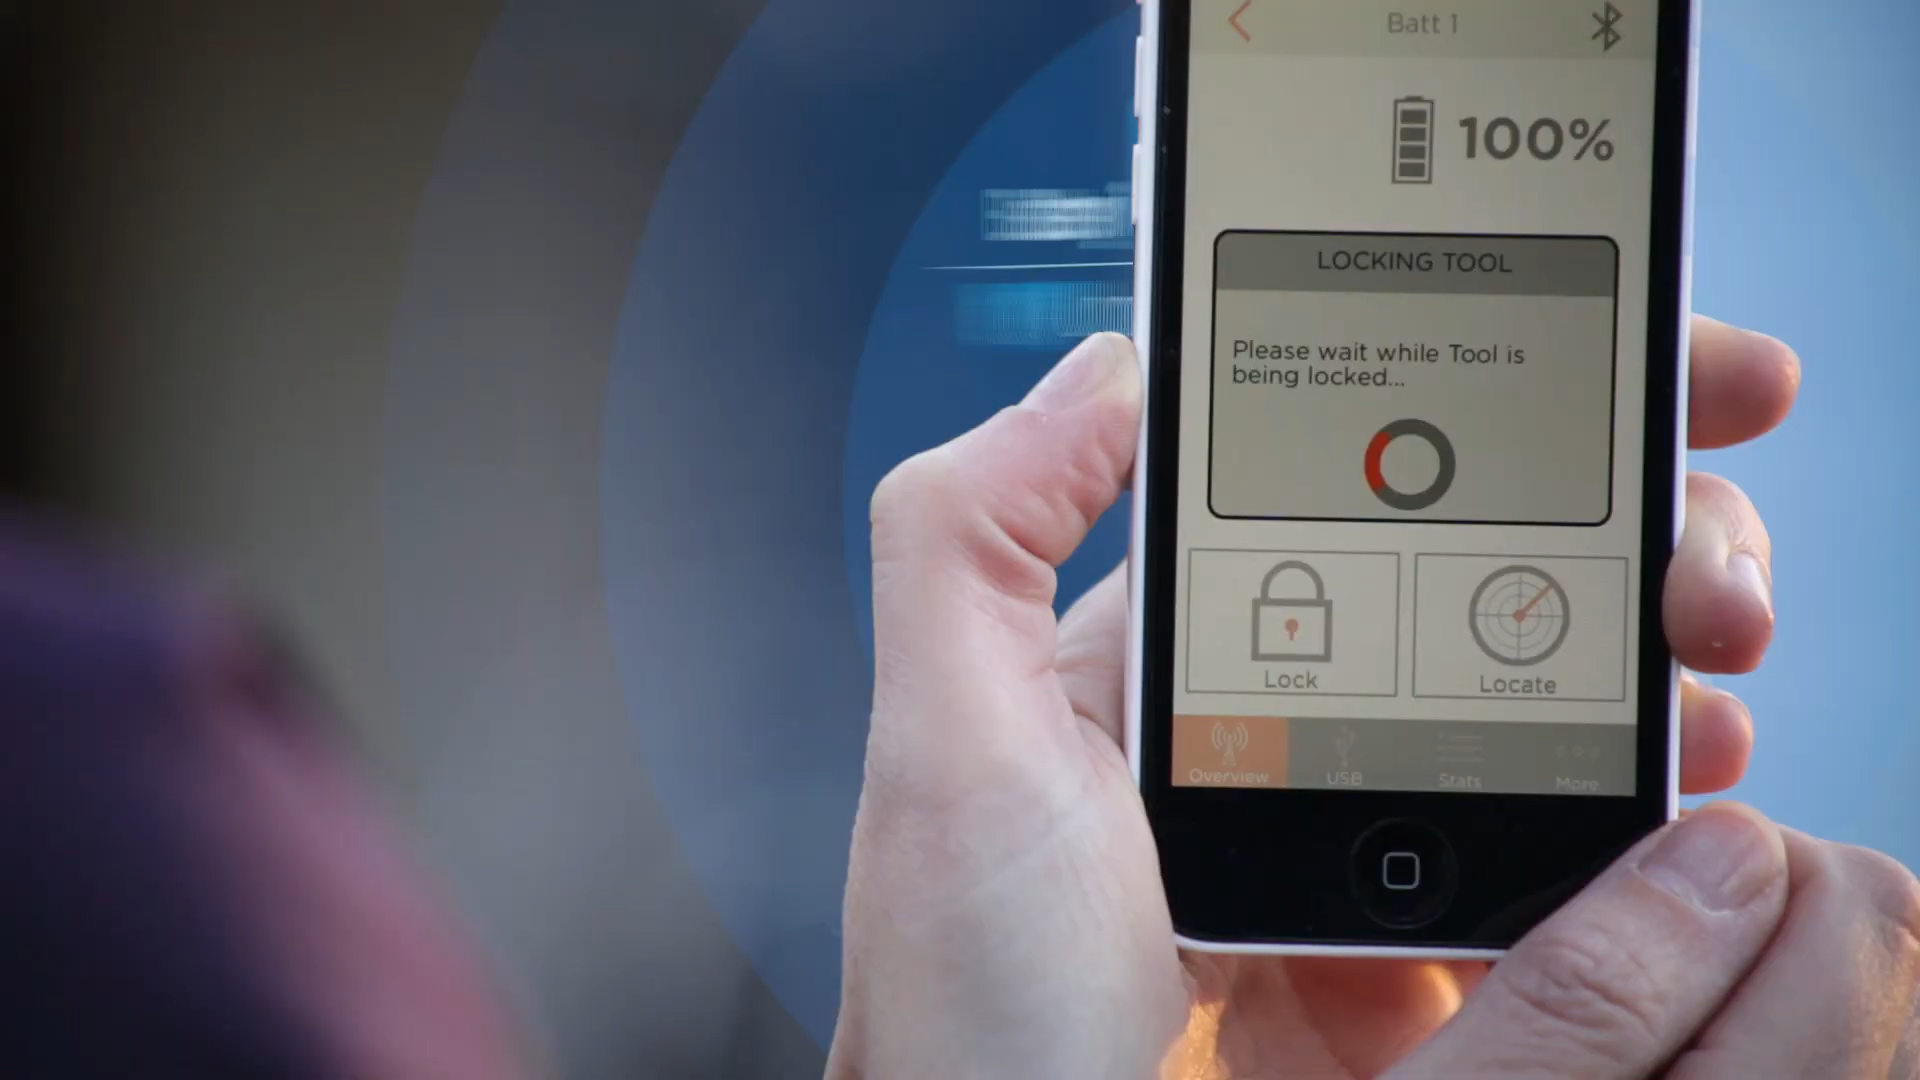 Batt 1
100%
LOCKING TOOL
Please wait while Tool is
being locked...
Lock
Locate
Overview
USB
Stats
More